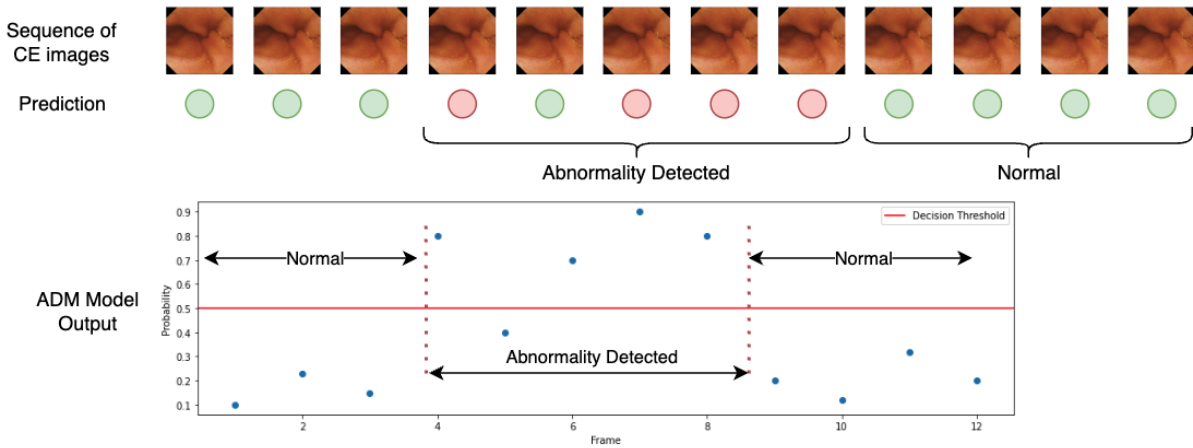 Sequence of
CE images
Prediction
Abnormality Detected
Normal
0.9
0.8
0.7
0.6
0.5
0.4
0.3
0.2
0.1
Probability
Decision Threshold
Normal
Normal
ADM Model
Output
Abnormality Detected
2
4
6
8
10
12
Frame